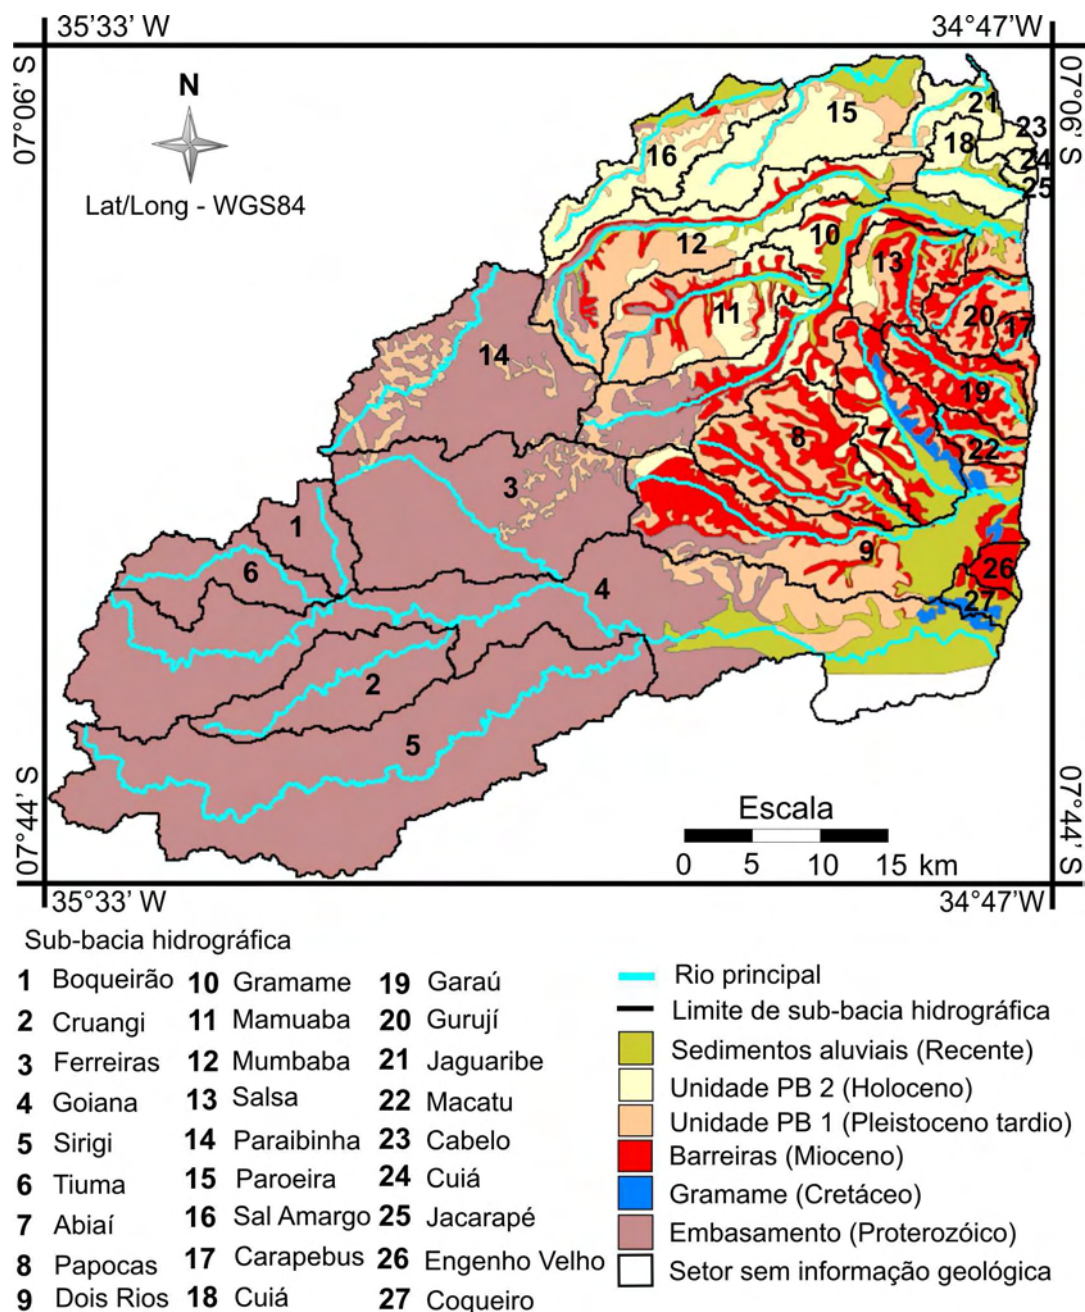 35°33’ W
34°47’W
07°06’ S
07°06’ S
N
Lat/Long - WGS84
21
15
23
18
16
24
25
12
10
13
11
20
17
14
19
8
7
22
3
1
9
6
4
26
27
2
5
Escala
0 5 10 15 km
07°44’ S
07°44’ S
35°33’ W
34°47’W
Sub-bacia hidrográfica
1 Boqueirão
2 Cruangi
3 Ferreiras
4 Goiana
5 Sirigi
6 Tiuma
7 Abiaí
8 Papocas
9 Dois Rios
10 Gramame
11 Mamuaba
12 Mumbaba
13 Salsa
14 Paraibinha
15 Paroeira
16 Sal Amargo
17 Carapebus
18 Cuiá
19 Garaú
20 Gurují
21 Jaguaribe
22 Macatu
23 Cabelo
24 Cuiá
25 Jacarapé
26 Engenho Velho
27 Coqueiro
Rio principal
Limite de sub-bacia hidrográfica
Sedimentos aluviais (Recente)
Unidade PB 2 (Holoceno)
Unidade PB 1 (Pleistoceno tardio)
Barreiras (Mioceno)
Gramame (Cretáceo)
Embasamento (Proterozóico)
Setor sem informação geológica